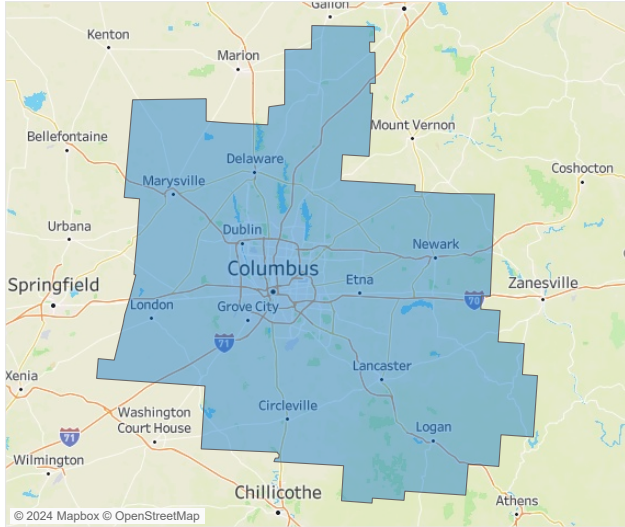 Galion
Kenton
Marion
Bellefontaine
Mount Vernon
Delaware
Coshocton
Marysville
Urbana
Dublin
Newark
Columbus
Etna
Springfield
Zanesville
London
Grove City
70
71
Xenia
Lancaster
Circleville
Washington
Court House
Logan
71
Wilmington
Chillicothe
Athens
© 2024 Mapbox © OpenStreetMap